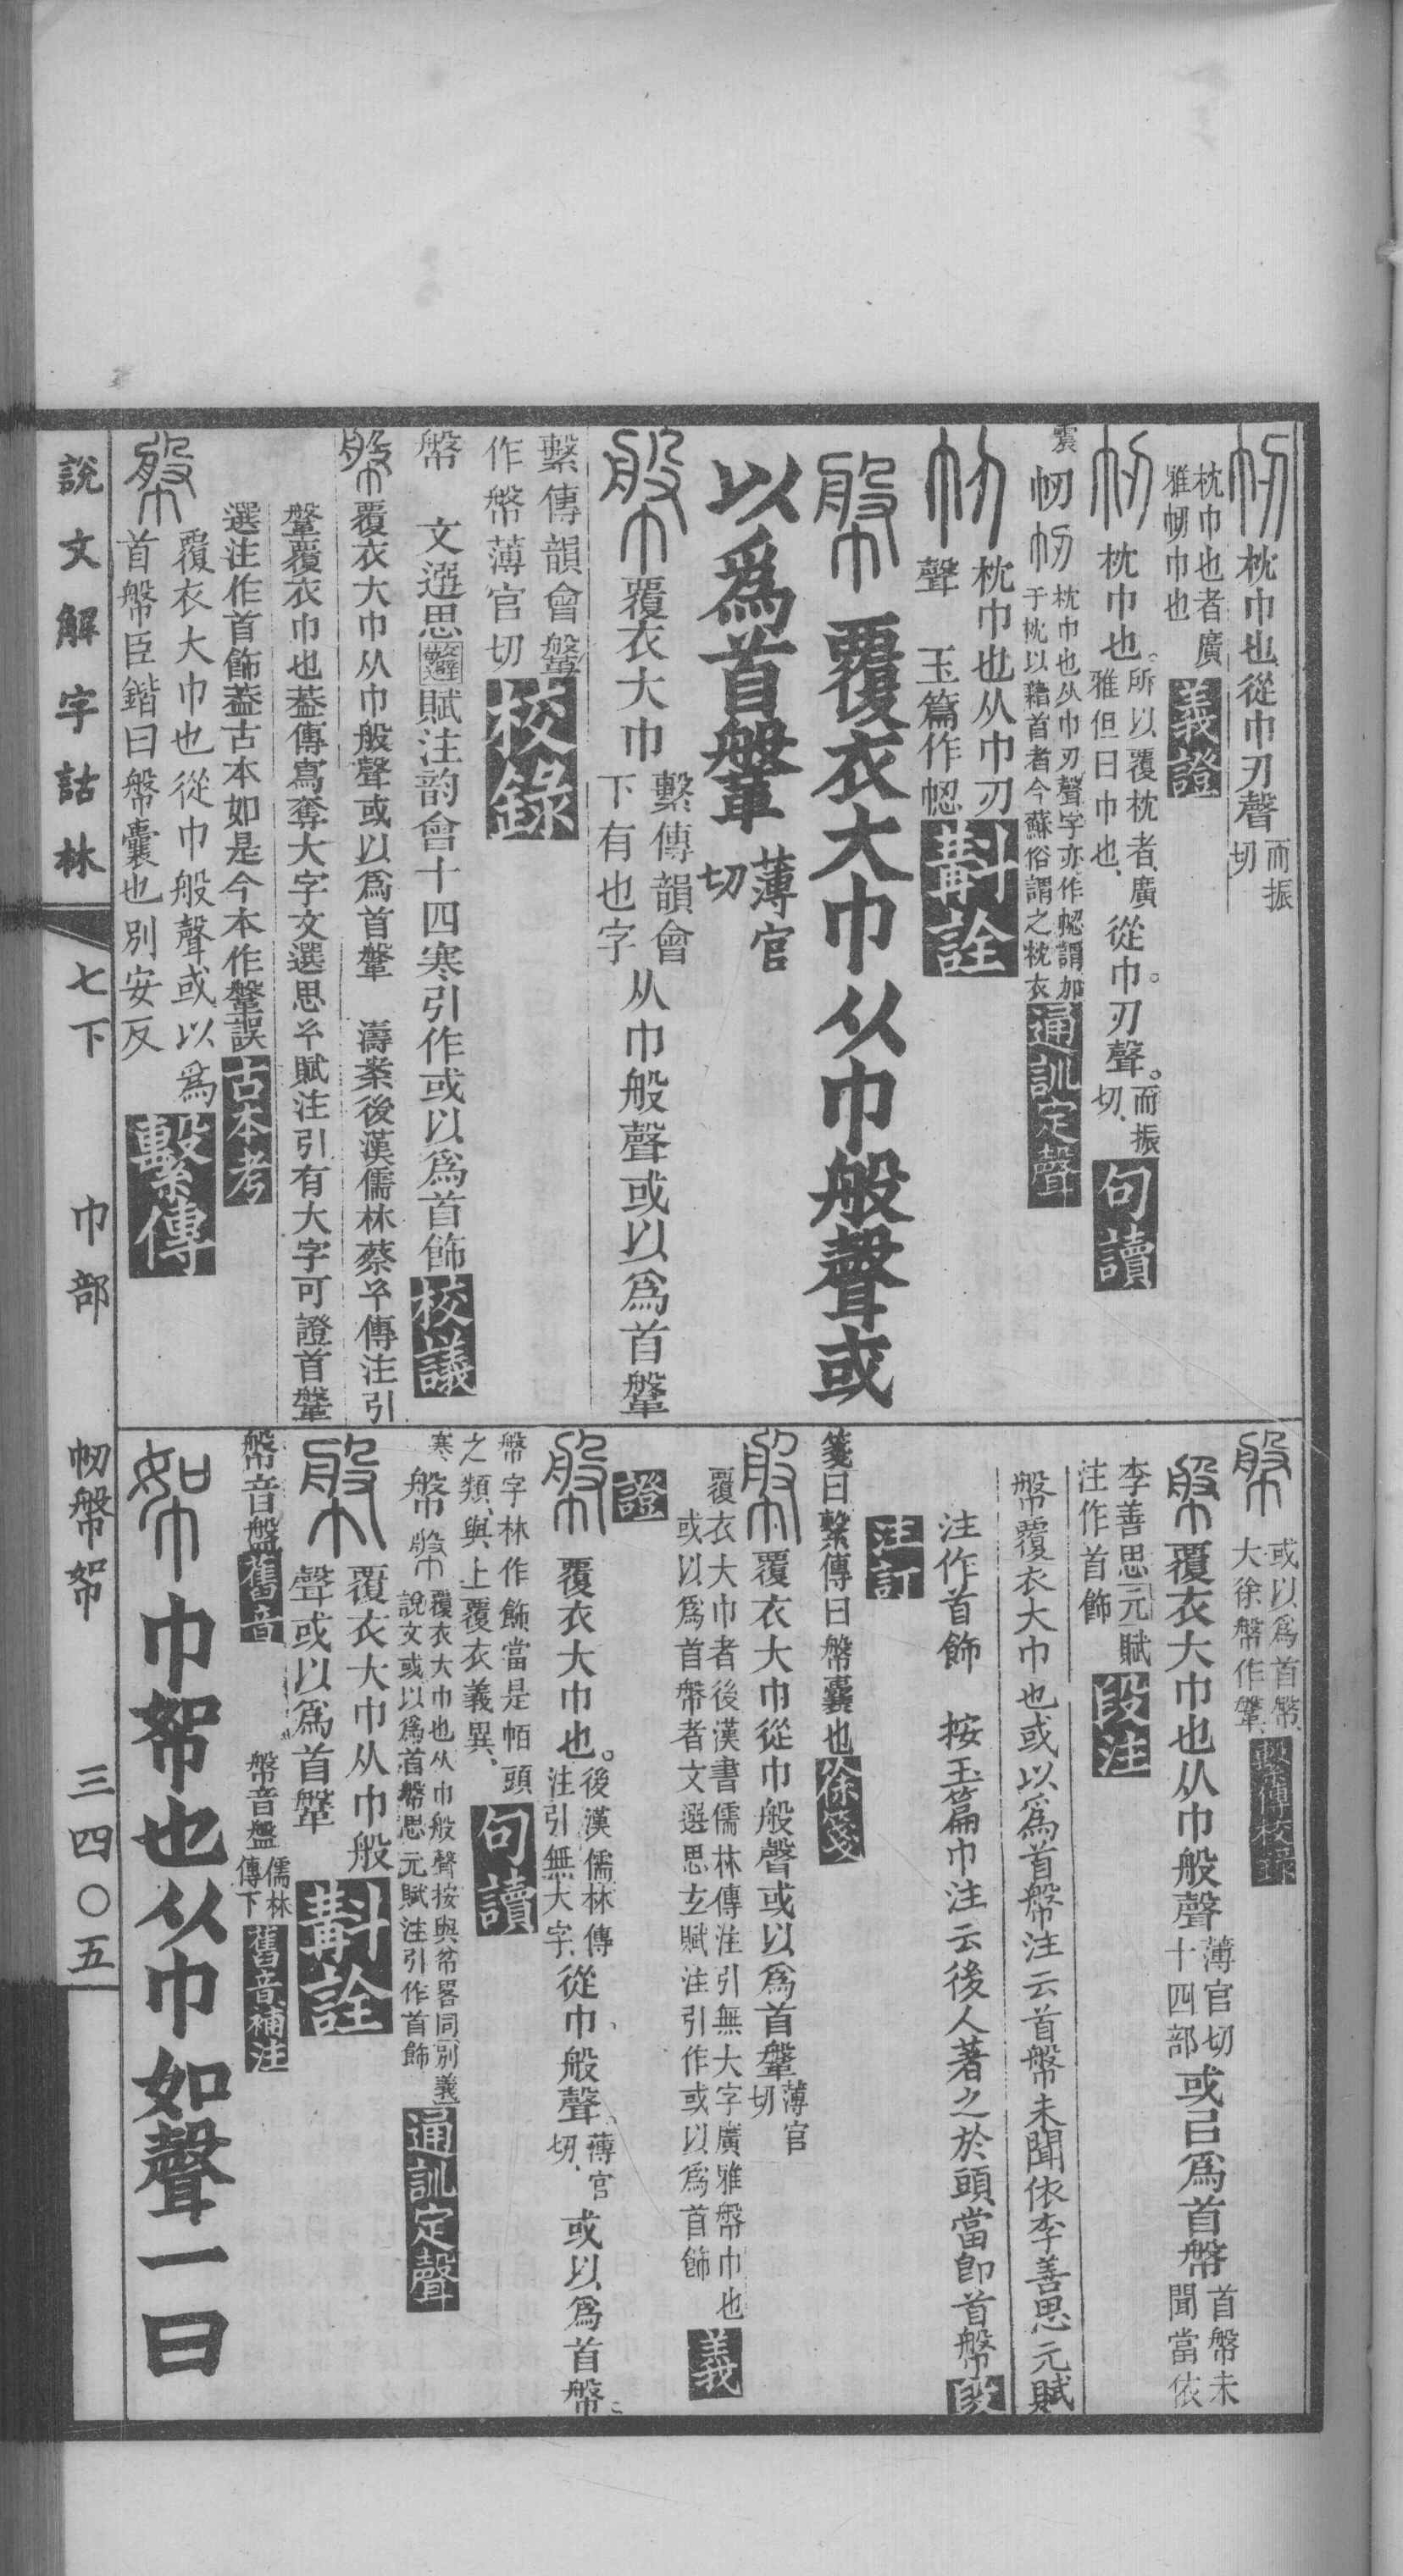 㠴枕巾也從巾刃聲而振切
枕巾也者廣雅㠴巾也義證
㠴枕巾也。所以覆枕者、廣雅但曰巾也、從巾。刃聲。而振切、句讀
震㠴㠴枕巾也从巾刃聲字亦作㡅謂加于枕以藉首者今蘇俗謂之枕衣通訓定聲
㠴枕巾也从巾刃聲 玉篇作㡅斠詮
幋覆衣大巾从巾般聲或
以爲首鞶薄官切
幋覆衣大巾繫傳韻會下有也字从巾般聲或以爲首鞶
繫傳韻會鞶作幋薄官切校錄
幋 文選思賦注韵會十四寒引作或以爲首飾校議
幋覆衣大巾从巾般聲或以爲首鞶 濤案後漢儒林蔡玄傳注引
鞶覆衣巾也葢傳寫奪大字文選思玄賦注引有大字可證首鞶
選注作首飾葢古本如是今本作鞶誤古本考
幋覆衣大巾也從巾般聲或以爲首幋臣鍇曰幋囊也別安反繫傳
幋或以爲首幋、大徐幋作鞶、繫傳校錄
幋覆衣大巾也从巾般聲薄官切十四部或㠯爲首幋首幋未聞當依
李善思元賦注作首飾段注
幋覆衣大巾也或以爲首幋注云首幋未聞依李善思元賦
注作首飾 按玉篇巾注云後人著之於頭當卽首幋段
注訂
箋曰繫傳曰幋囊也徐箋
幋覆衣大巾從巾般聲或以爲首鞶薄官切
覆衣大巾者後漢書儒林傳注引無大字廣雅幋巾也或以爲首幋者文選思玄賦注引作或以爲首飾義
證
幋覆衣大巾也。後漢儒林傳注引無大字、從巾、般聲、薄官切、或以爲首幋、
幋字林作飾當是帞頭之類、與上覆衣義異、句讀
寒幋幋覆衣大巾也从巾般聲按與帉畧同別義說文或以爲首幋思元賦注引作首飾通訓定聲
幋覆衣大巾从巾般聲或以爲首鞶斠詮
幋音盤舊音 幋音盤儒林傳下舊音補注
帤巾帤也从巾如聲一曰
說文解字詁林 七下 巾部 㠴幋帤 三四〇五